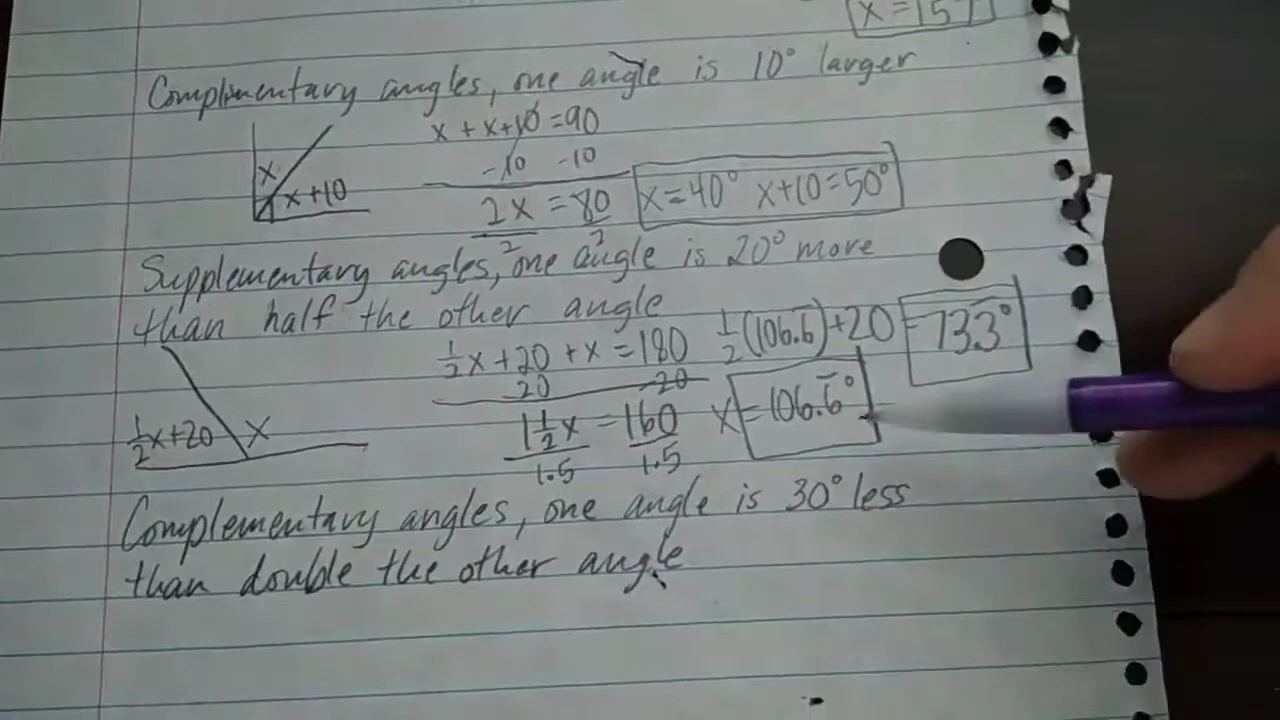 x=15
Complimentary angles, one angle is 10° larger
x + x+10 =90
-10 -10
x
x+10
2x = 80
2 2
x=40° x+10=50°
Supplementary angles, one angle is 20° more
than half the other angle
½x+20 +x =180
½(106.6̅)+20 = 73.3̅°
20 -20
½x+20
x
1½x = 160
1.5 1.5
x = 106.6̅°
Complementary angles, one angle is 30° less
than double the other angle